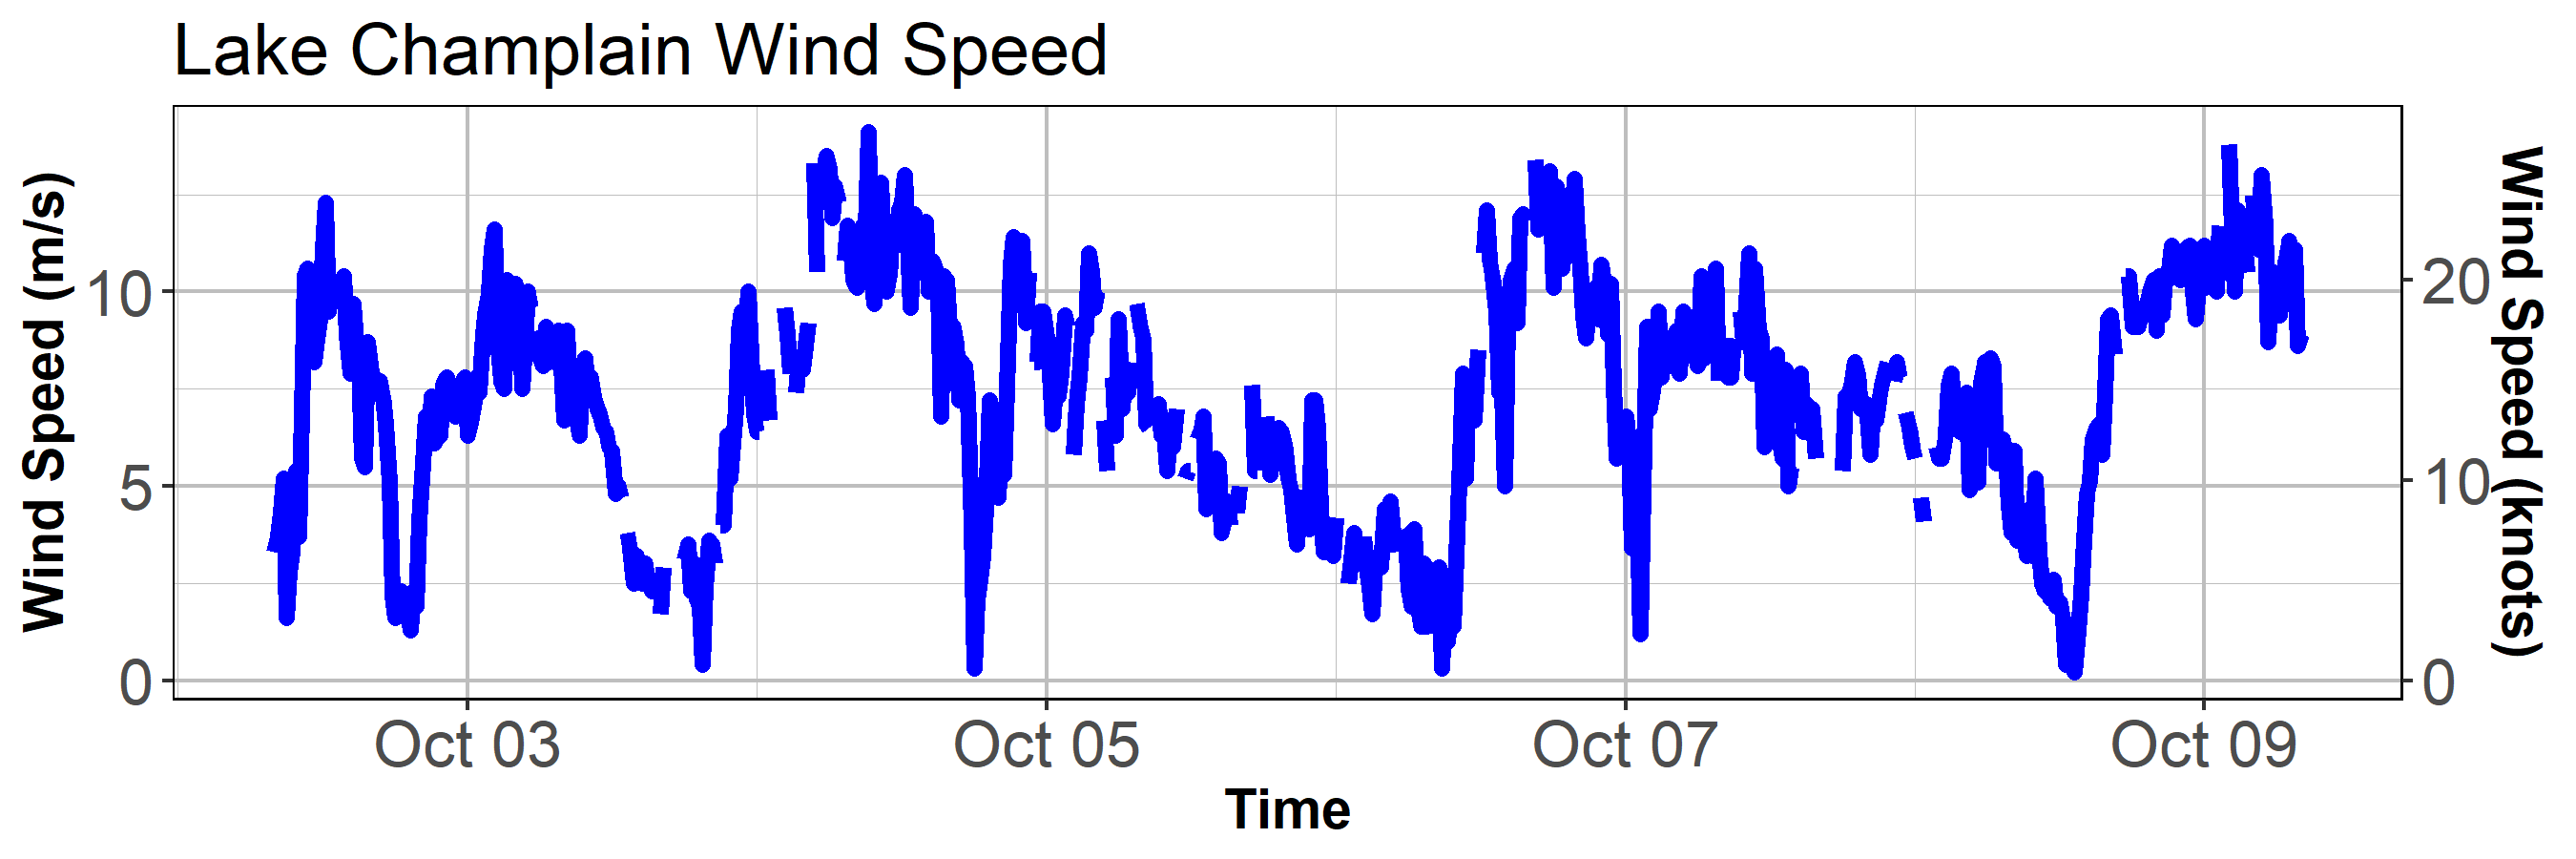 Lake Champlain Wind Speed
Wind Speed (m/s)
10
5
0
20
10
0
Wind Speed (knots)
Oct 03
Oct 05
Oct 07
Oct 09
Time